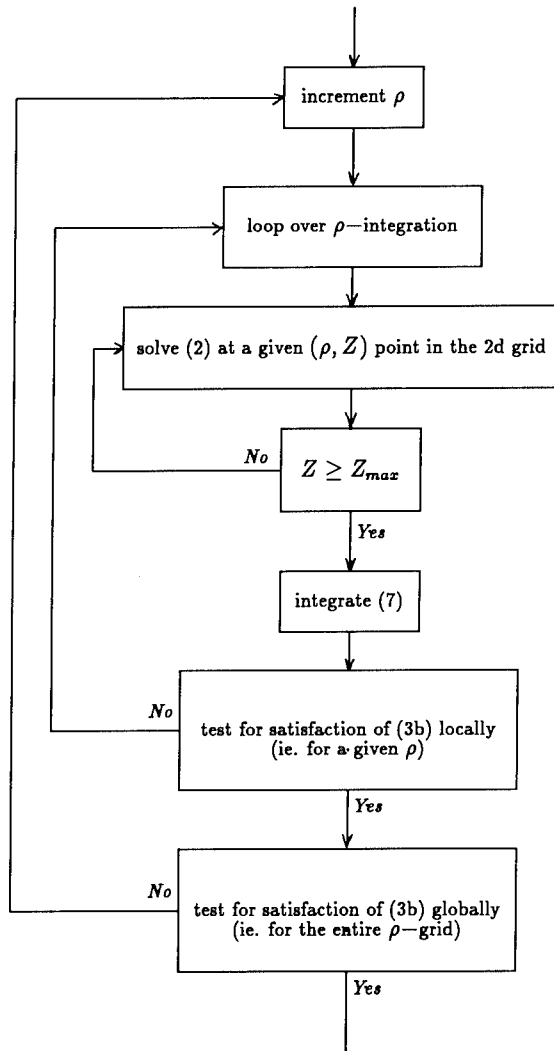 increment ρ
loop over ρ−integration
solve (2) at a given (ρ, Z) point in the 2d grid
No
Z ≥ Zmax
Yes
integrate (7)
No
test for satisfaction of (3b) locally
(ie. for a given ρ)
Yes
No
test for satisfaction of (3b) globally
(ie. for the entire ρ−grid)
Yes